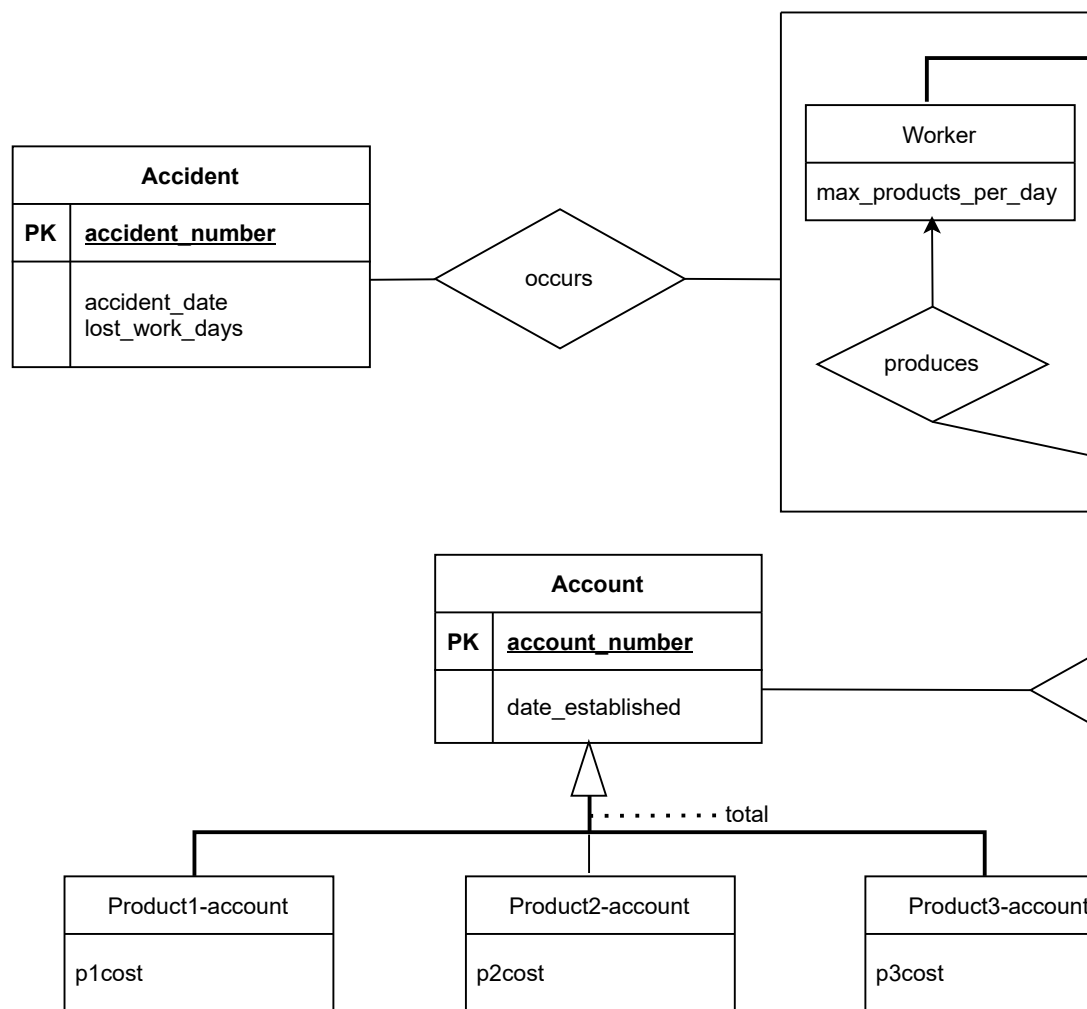 Worker
max_products_per_day
Accident
PK accident_number
accident_date
lost_work_days
occurs
produces
Account
PK account_number
date_established
total
Product1-account
p1cost
Product2-account
p2cost
Product3-account
p3cost